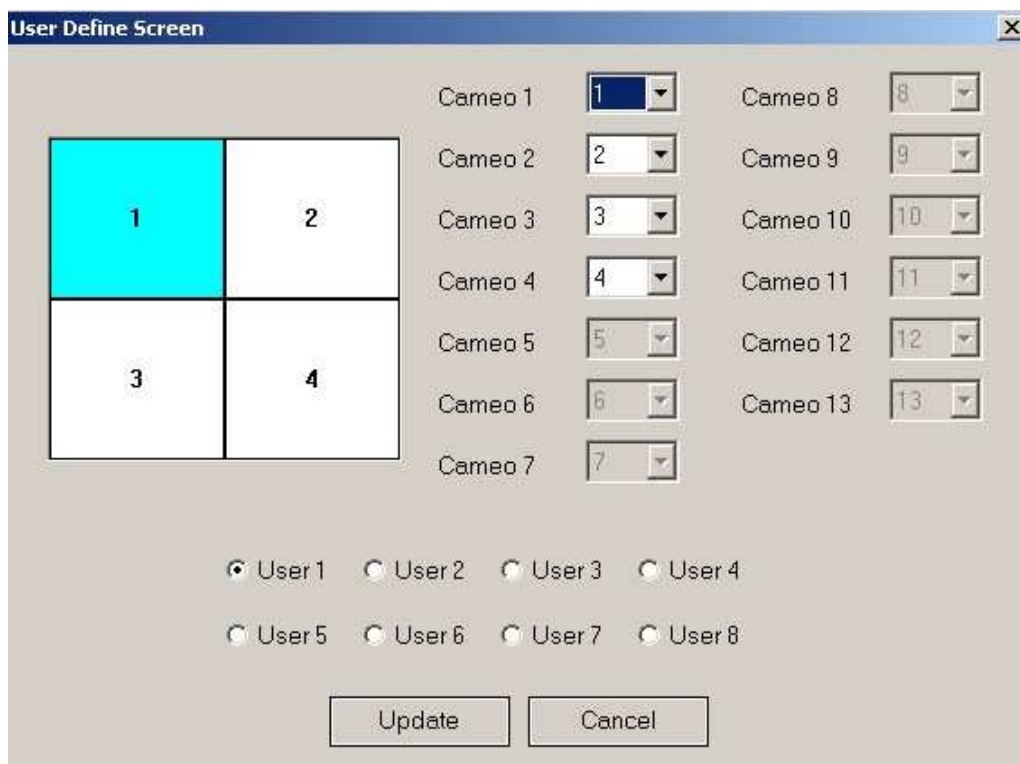 User Define Screen
1 2
3 4
Cameo 1 1
Cameo 2 2
Cameo 3 3
Cameo 4 4
Cameo 5 5
Cameo 6 6
Cameo 7 7
Cameo 8 8
Cameo 9 9
Cameo 10 10
Cameo 11 11
Cameo 12 12
Cameo 13 13
User 1 User 2 User 3 User 4
User 5 User 6 User 7 User 8
Update Cancel